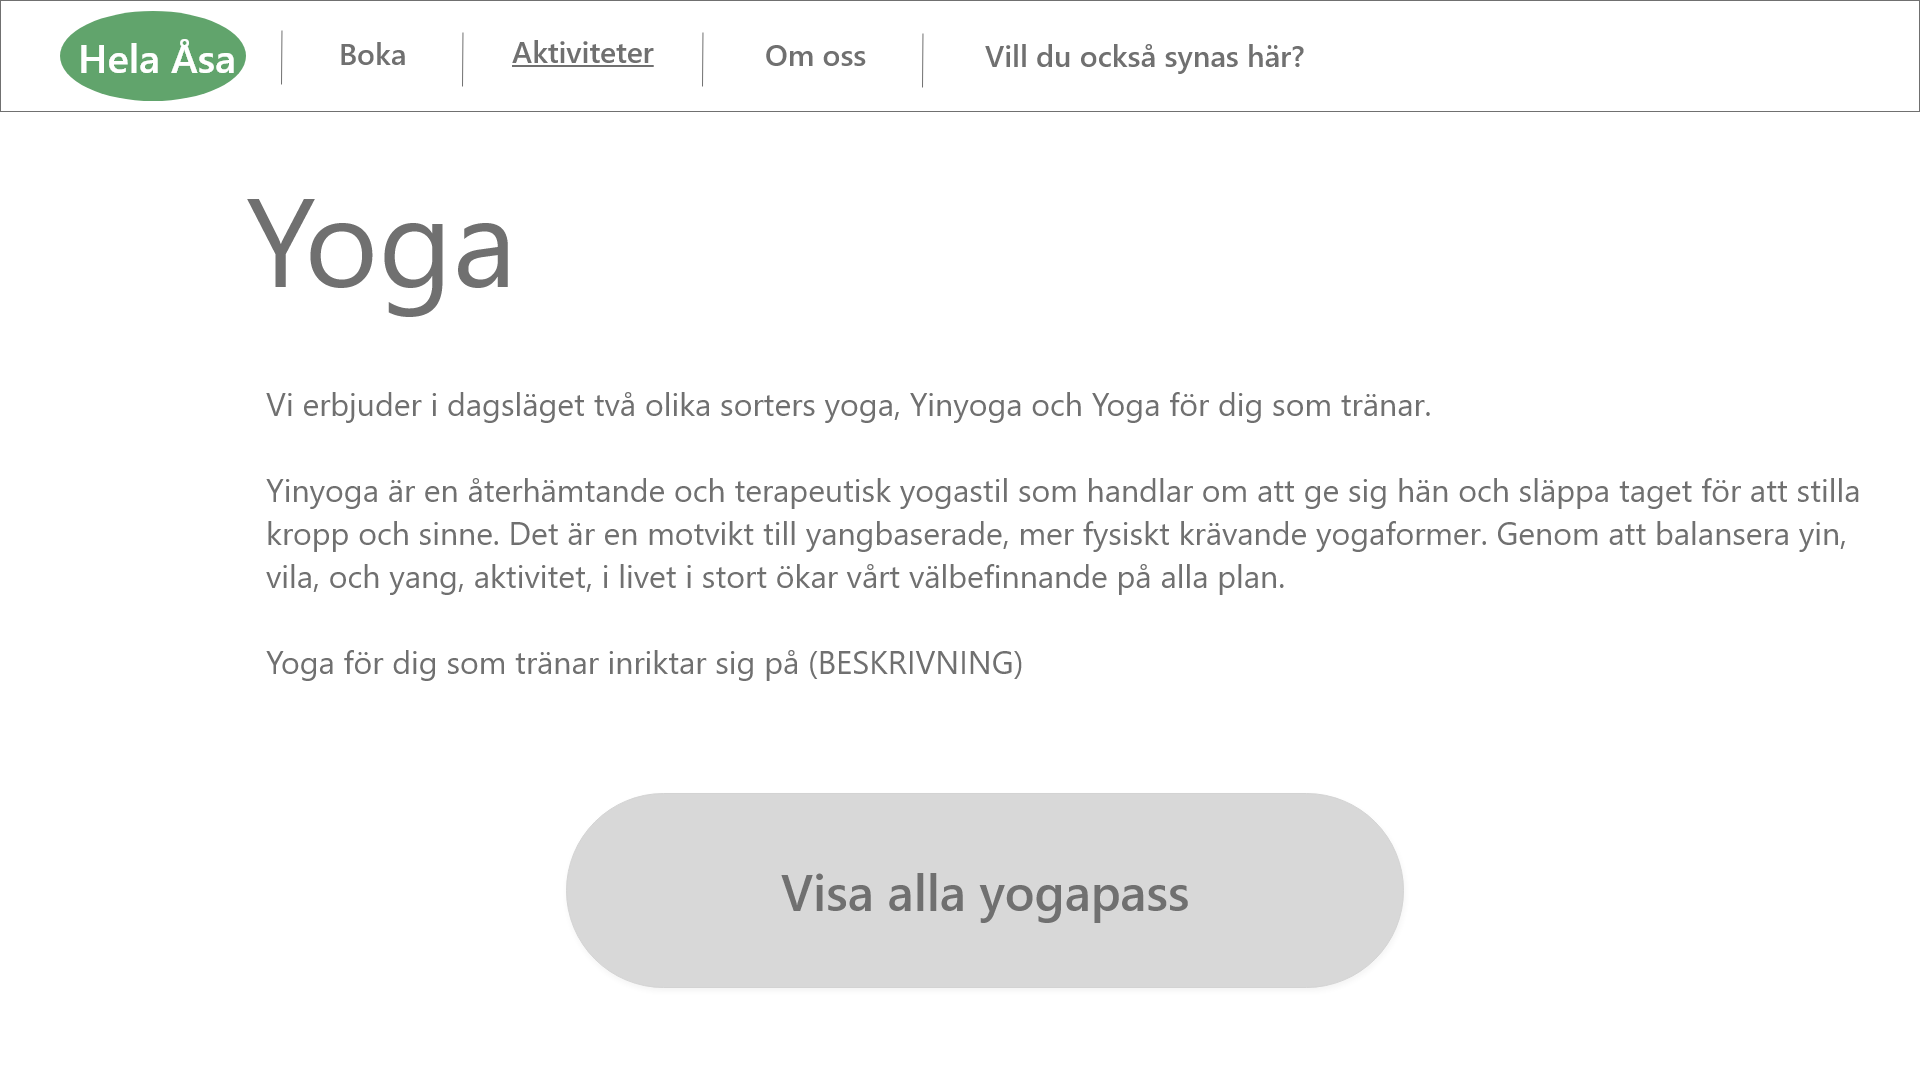 Hela Åsa
Boka
Aktiviteter
Om oss
Vill du också synas här?
Yoga
Vi erbjuder i dagsläget två olika sorters yoga, Yinyoga och Yoga för dig som tränar.
Yinyoga är en återhämtande och terapeutisk yogastil som handlar om att ge sig hän och släppa taget för att stilla
kropp och sinne. Det är en motvikt till yangbaserade, mer fysiskt krävande yogaformer. Genom att balansera yin,
vila, och yang, aktivitet, i livet i stort ökar vårt välbefinnande på alla plan.
Yoga för dig som tränar inriktar sig på (BESKRIVNING)
Visa alla yogapass